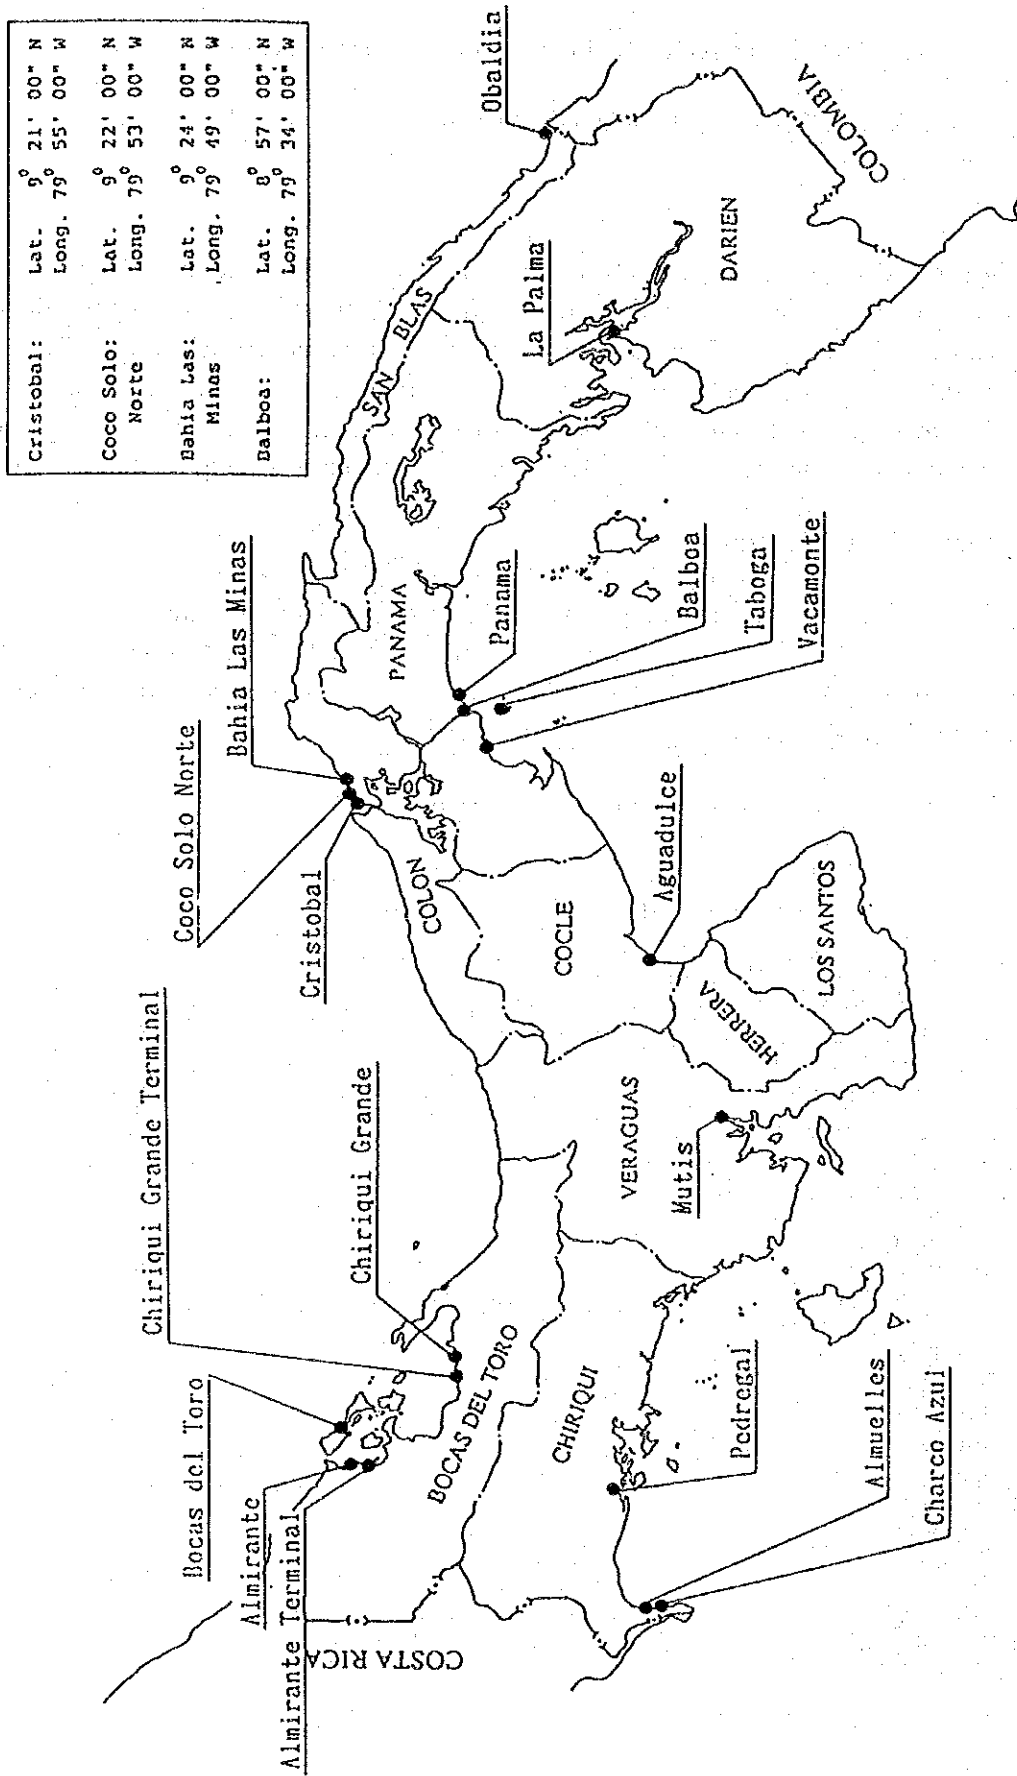 Cristobal: Lat. 9° 21' 00" N
Long. 79° 55' 00" W
Coco Solo: Lat. 9° 22' 00" N
Norte Long. 79° 53' 00" W
Bahia Las: Lat. 9° 24' 00" N
Minas Long. 79° 49' 00" W
Balboa: Lat. 8° 57' 00" N
Long. 79° 34' 00" W
Coco Solo Norte
Bahia Las Minas
Cristobal
Chiriqui Grande Terminal
Chiriqui Grande
Bocas del Toro
Almirante
Almirante Terminal
COSTA RICA
BOCAS DEL TORO
CHIRIQUI
VERAGUAS
COLON
COCLE
PANAMA
SAN BLAS
DARIEN
COLOMBIA
HERRERA
LOS SANTOS
Obaldia
La Palma
Panama
Balboa
Taboga
Vacamonte
Aguadulce
Mutis
Pedregal
Almuelles
Charco Azul